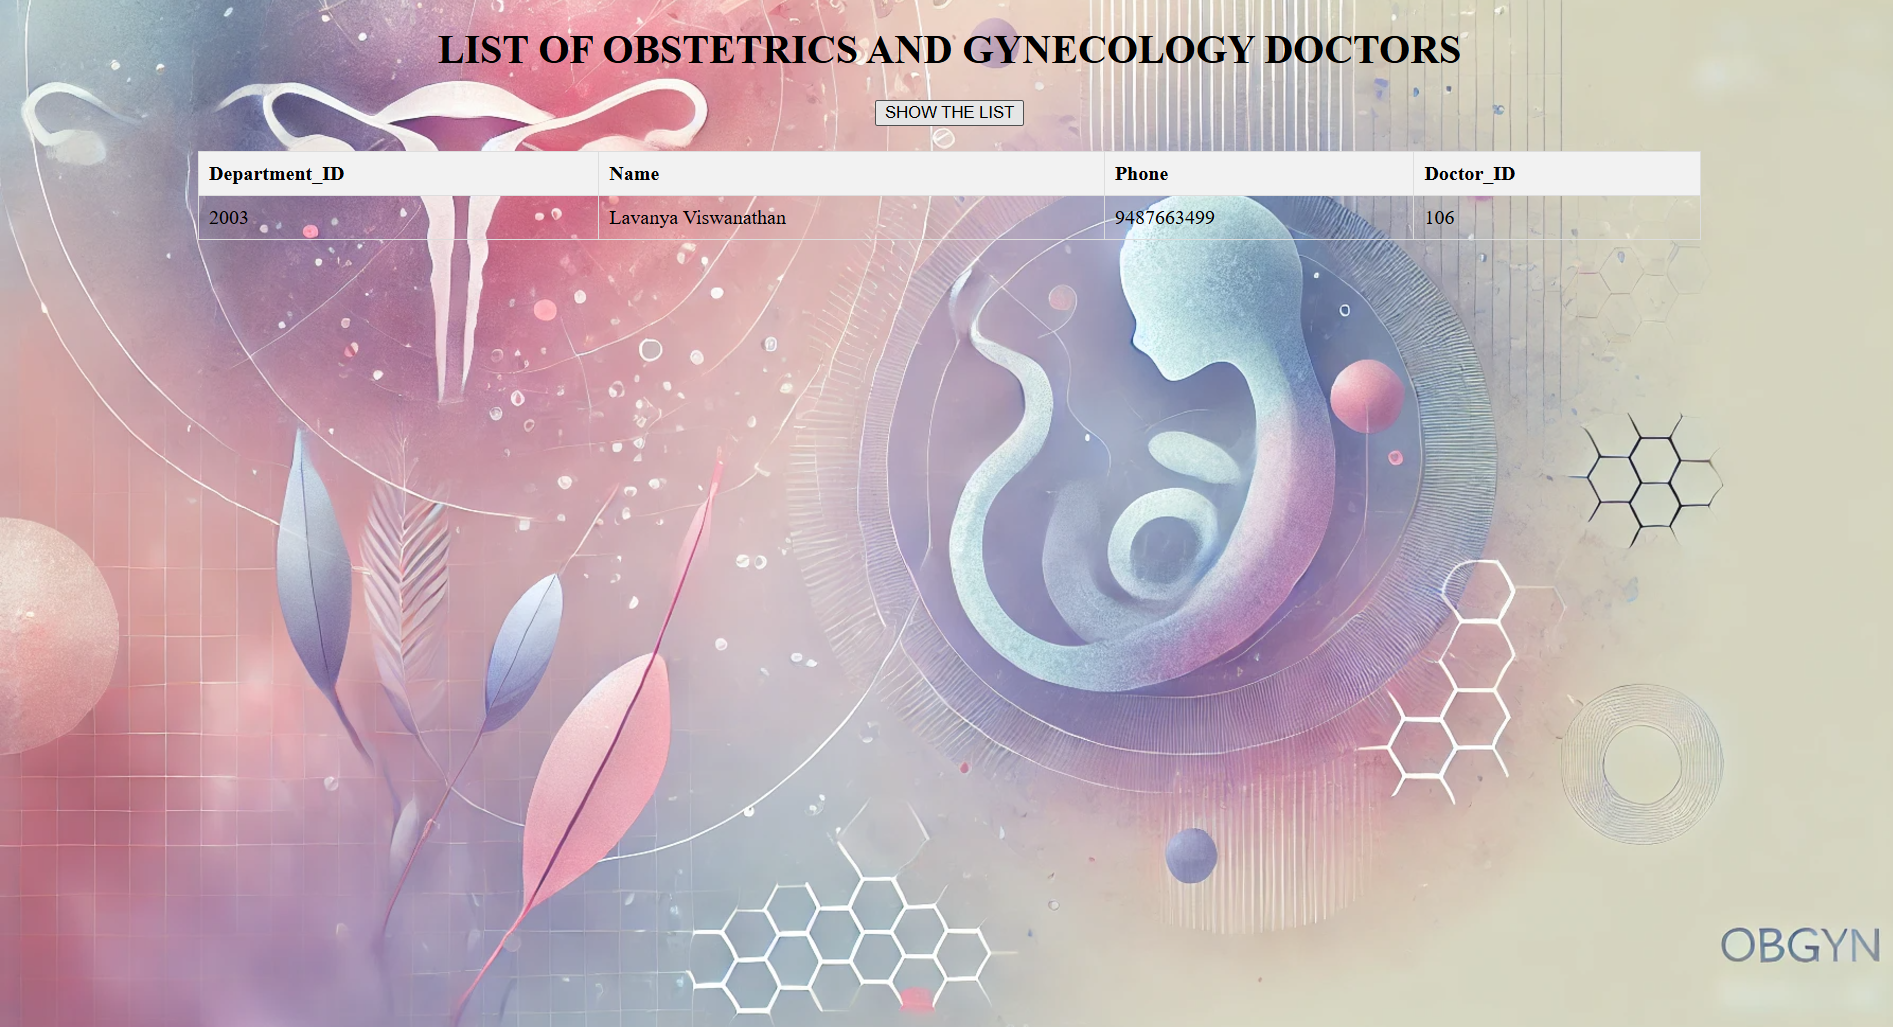 LIST OF OBSTETRICS AND GYNECOLOGY DOCTORS
SHOW THE LIST
Department_ID Name Phone Doctor_ID
2003 Lavanya Viswanathan 9487663499 106
OBGYN